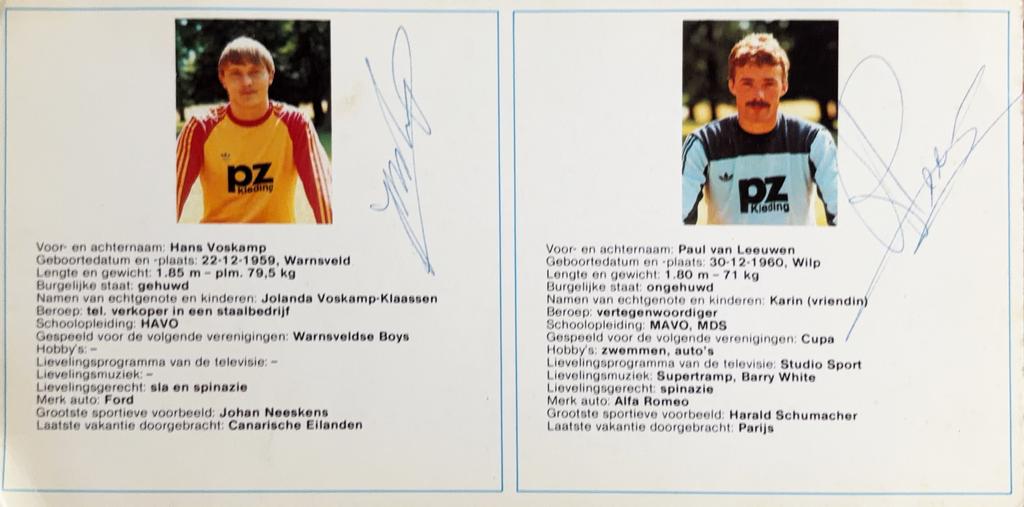 pz
Kleding
Voor- en achternaam: Hans Voskamp
Geboortedatum en -plaats: 22-12-1959, Warnsveld
Lengte en gewicht: 1.85 m – plm. 79,5 kg
Burgelijke staat: gehuwd
Namen van echtgenote en kinderen: Jolanda Voskamp-Klaassen
Beroep: tel. verkoper in een staalbedrijf
Schoolopleiding: HAVO
Gespeeld voor de volgende verenigingen: Warnsveldse Boys
Hobby's: –
Lievelingsprogramma van de televisie: –
Lievelingsmuziek: –
Lievelingsgerecht: sla en spinazie
Merk auto: Ford
Grootste sportieve voorbeeld: Johan Neeskens
Laatste vakantie doorgebracht: Canarische Eilanden
pz
Kleding
Voor- en achternaam: Paul van Leeuwen
Geboortedatum en -plaats: 30-12-1960, Wilp
Lengte en gewicht: 1.80 m – 71 kg
Burgelijke staat: ongehuwd
Namen van echtgenote en kinderen: Karin (vriendin)
Beroep: vertegenwoordiger
Schoolopleiding: MAVO, MDS
Gespeeld voor de volgende verenigingen: Cupa
Hobby's: zwemmen, auto's
Lievelingsprogramma van de televisie: Studio Sport
Lievelingsmuziek: Supertramp, Barry White
Lievelingsgerecht: spinazie
Merk auto: Alfa Romeo
Grootste sportieve voorbeeld: Harald Schumacher
Laatste vakantie doorgebracht: Parijs